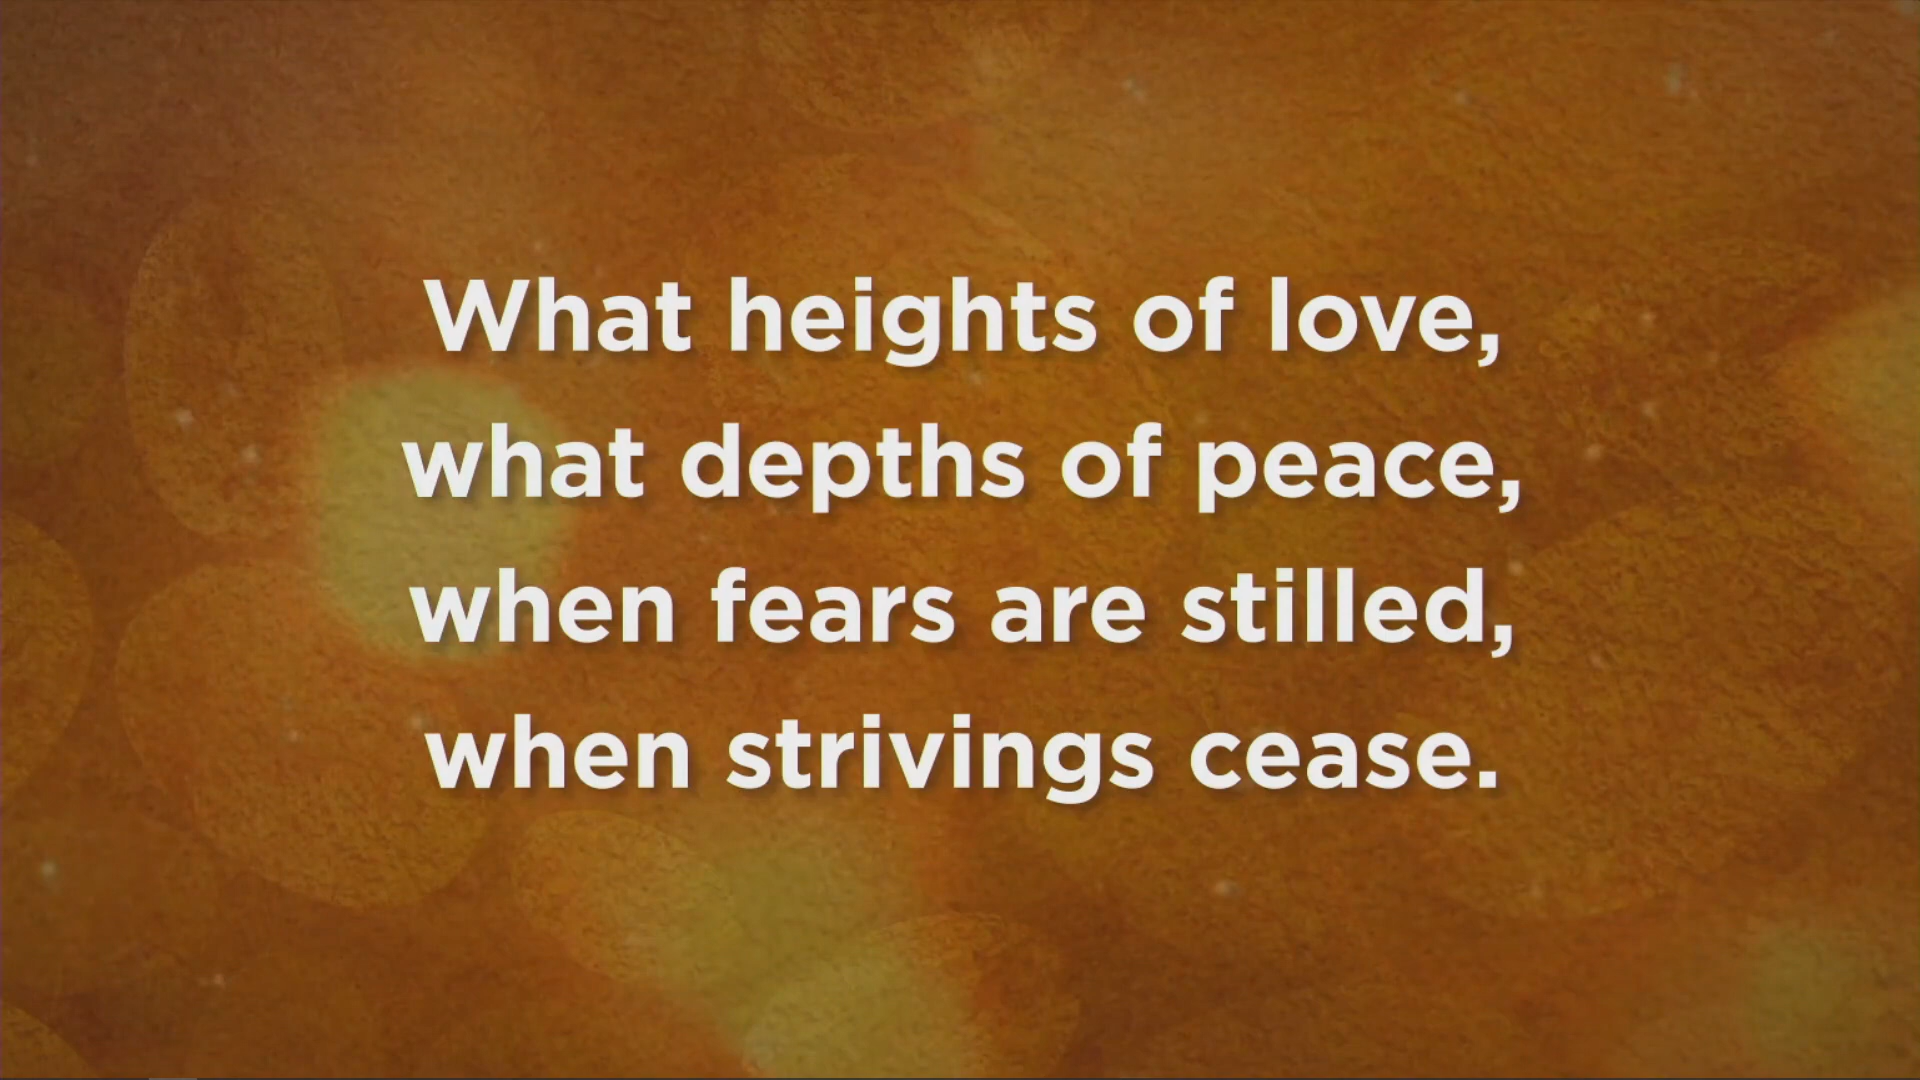 What heights of love,
what depths of peace,
when fears are stilled,
when strivings cease.